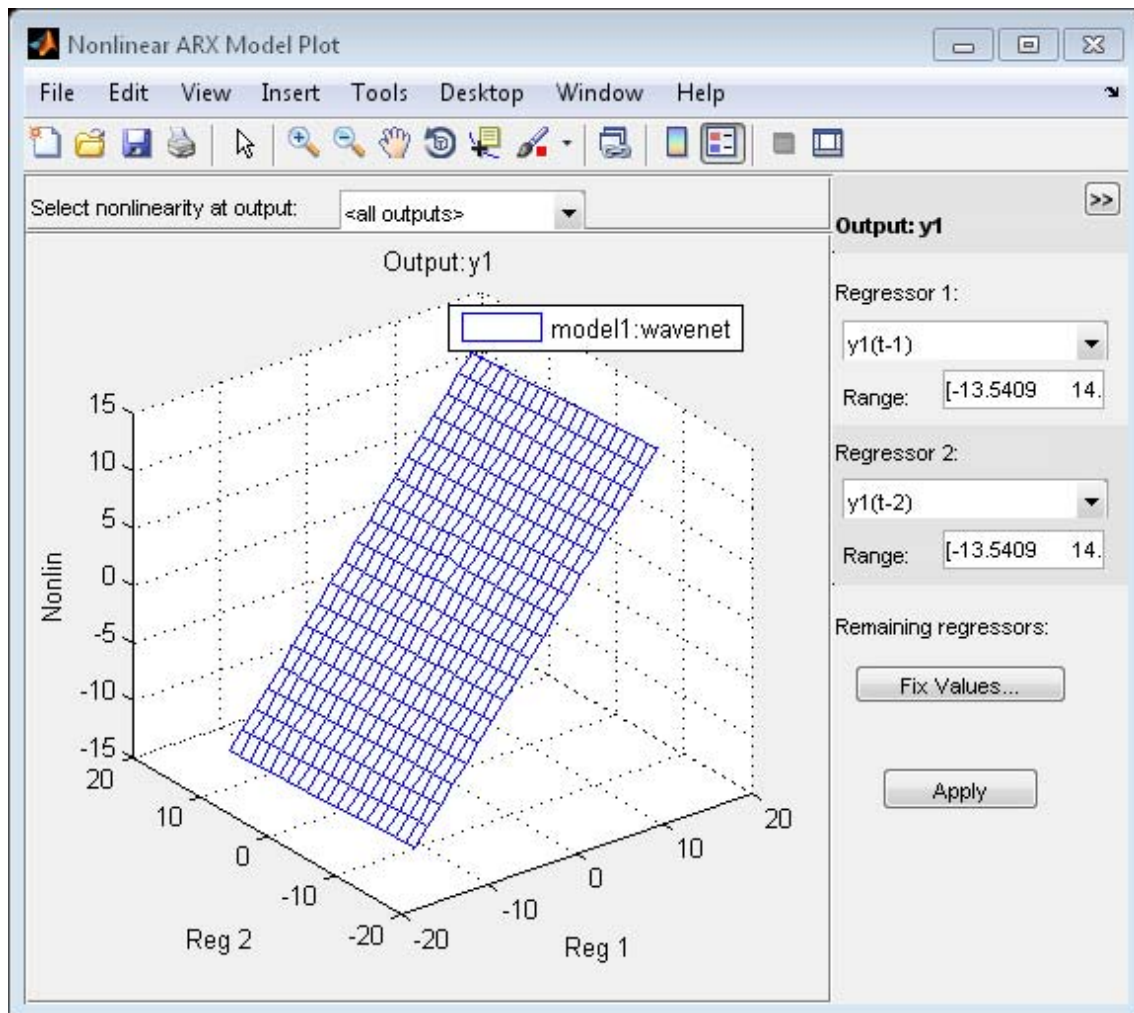 Nonlinear ARX Model Plot
File Edit View Insert Tools Desktop Window Help
Select nonlinearity at output: <all outputs>
Output:y1
model1:wavenet
Nonlin
15
10
5
0
-5
-10
-15
20
10
0
-10
-20
Reg 2
-20
-10
0
10
20
Reg 1
>>
Output: y1
Regressor 1:
y1(t-1)
Range: [-13.5409 14.
Regressor 2:
y1(t-2)
Range: [-13.5409 14.
Remaining regressors:
Fix Values...
Apply